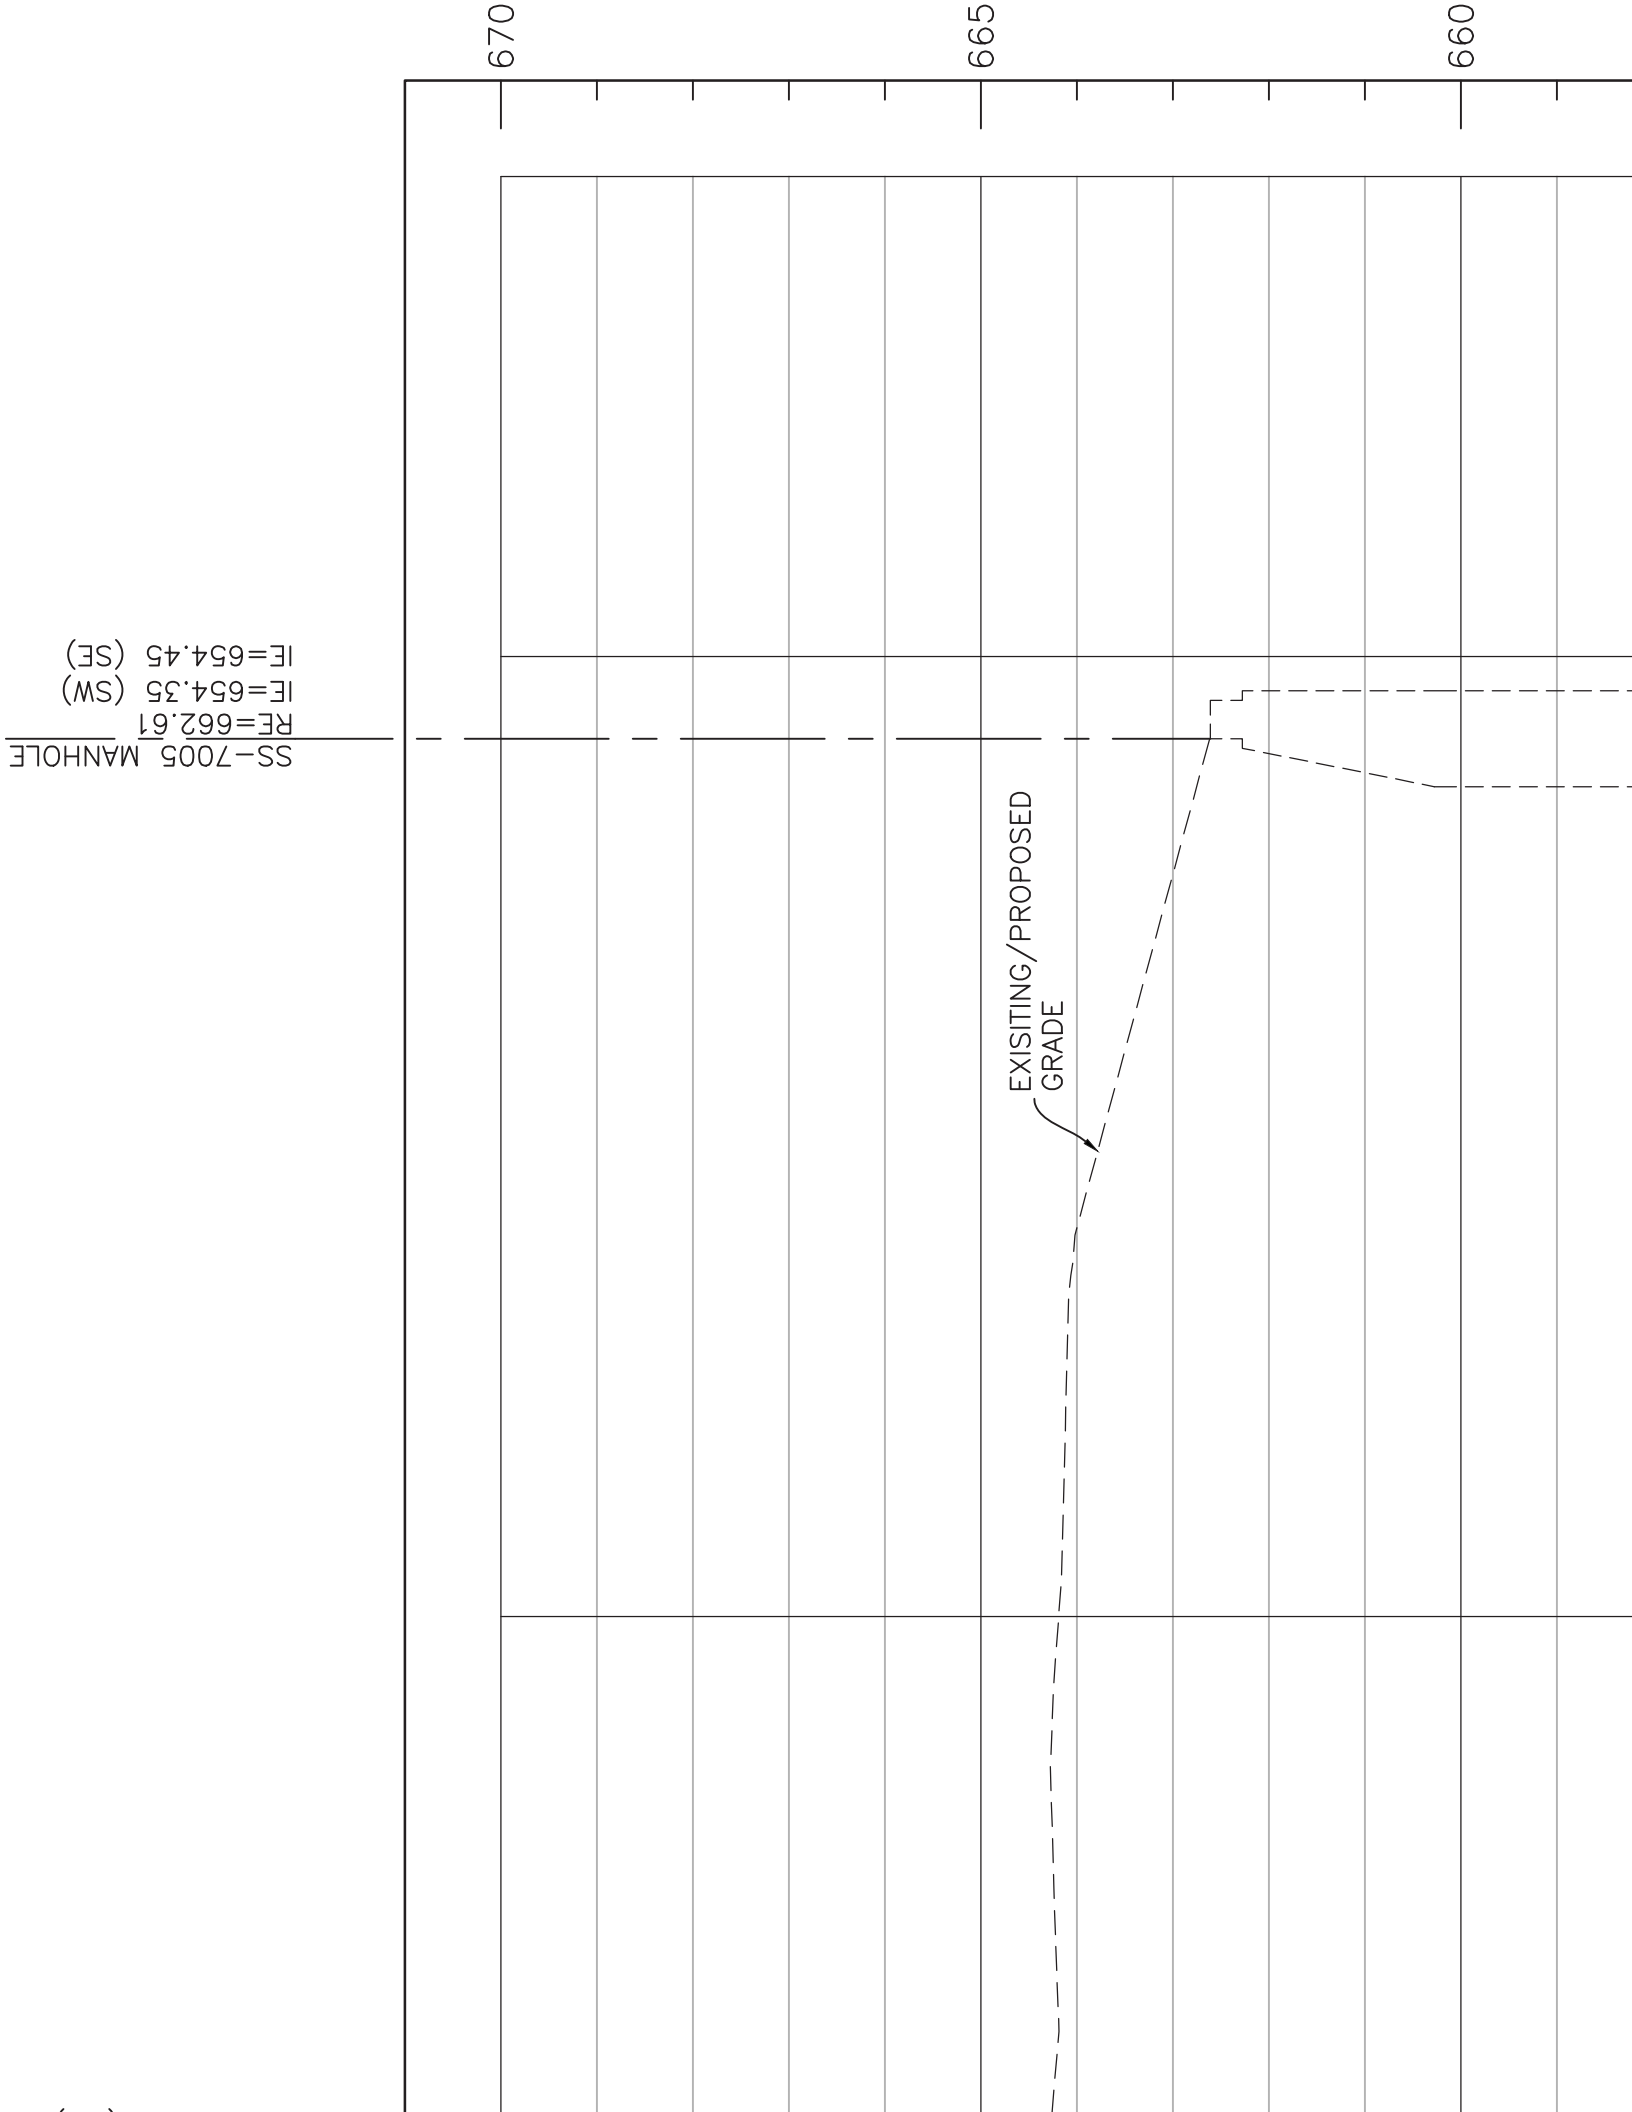 670
665
660
SS-7005 MANHOLE
RE=662.61
IE=654.35 (SW)
IE=654.45 (SE)
EXISITING/PROPOSED
GRADE